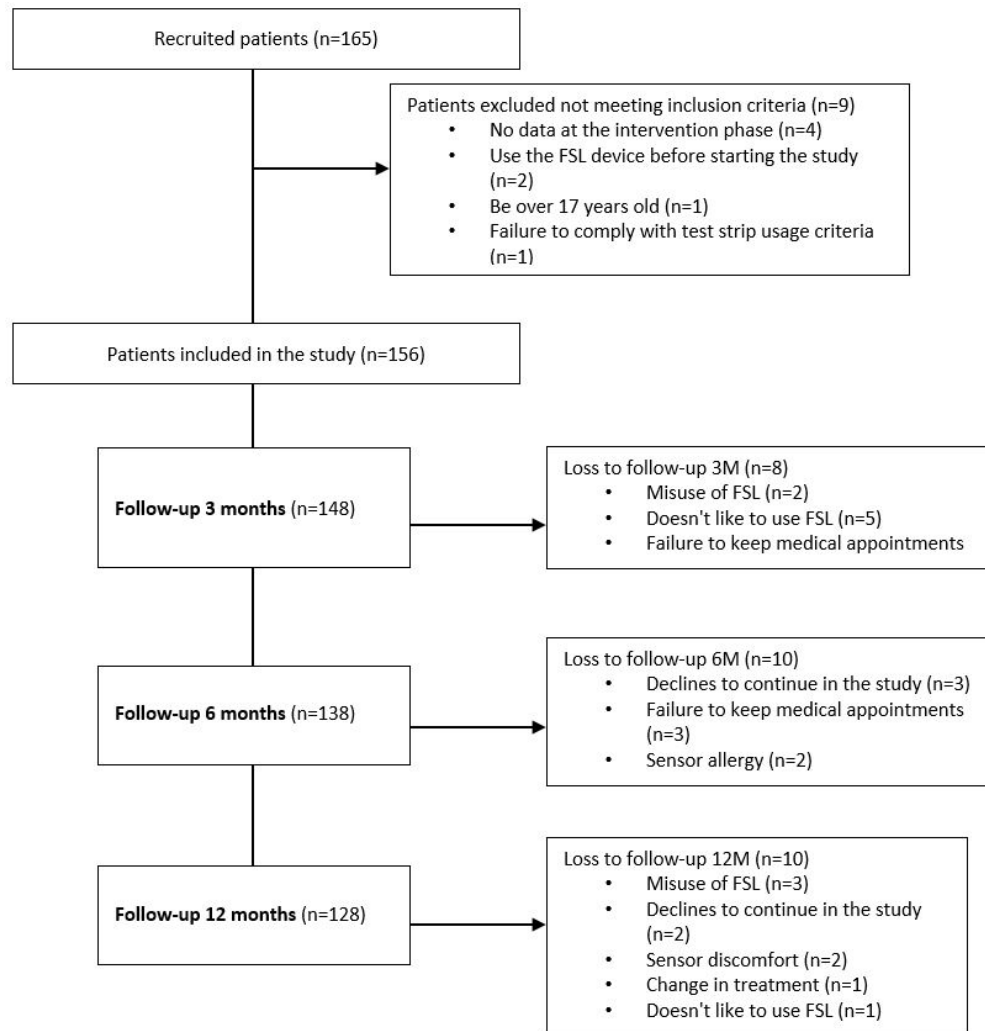 Recruited patients (n=165)
Patients excluded not meeting inclusion criteria (n=9)
• No data at the intervention phase (n=4)
• Use the FSL device before starting the study
(n=2)
• Be over 17 years old (n=1)
• Failure to comply with test strip usage criteria
(n=1)
Patients included in the study (n=156)
Follow-up 3 months (n=148)
Loss to follow-up 3M (n=8)
• Misuse of FSL (n=2)
• Doesn't like to use FSL (n=5)
• Failure to keep medical appointments
Follow-up 6 months (n=138)
Loss to follow-up 6M (n=10)
• Declines to continue in the study (n=3)
• Failure to keep medical appointments
(n=3)
• Sensor allergy (n=2)
Follow-up 12 months (n=128)
Loss to follow-up 12M (n=10)
• Misuse of FSL (n=3)
• Declines to continue in the study
(n=2)
• Sensor discomfort (n=2)
• Change in treatment (n=1)
• Doesn't like to use FSL (n=1)